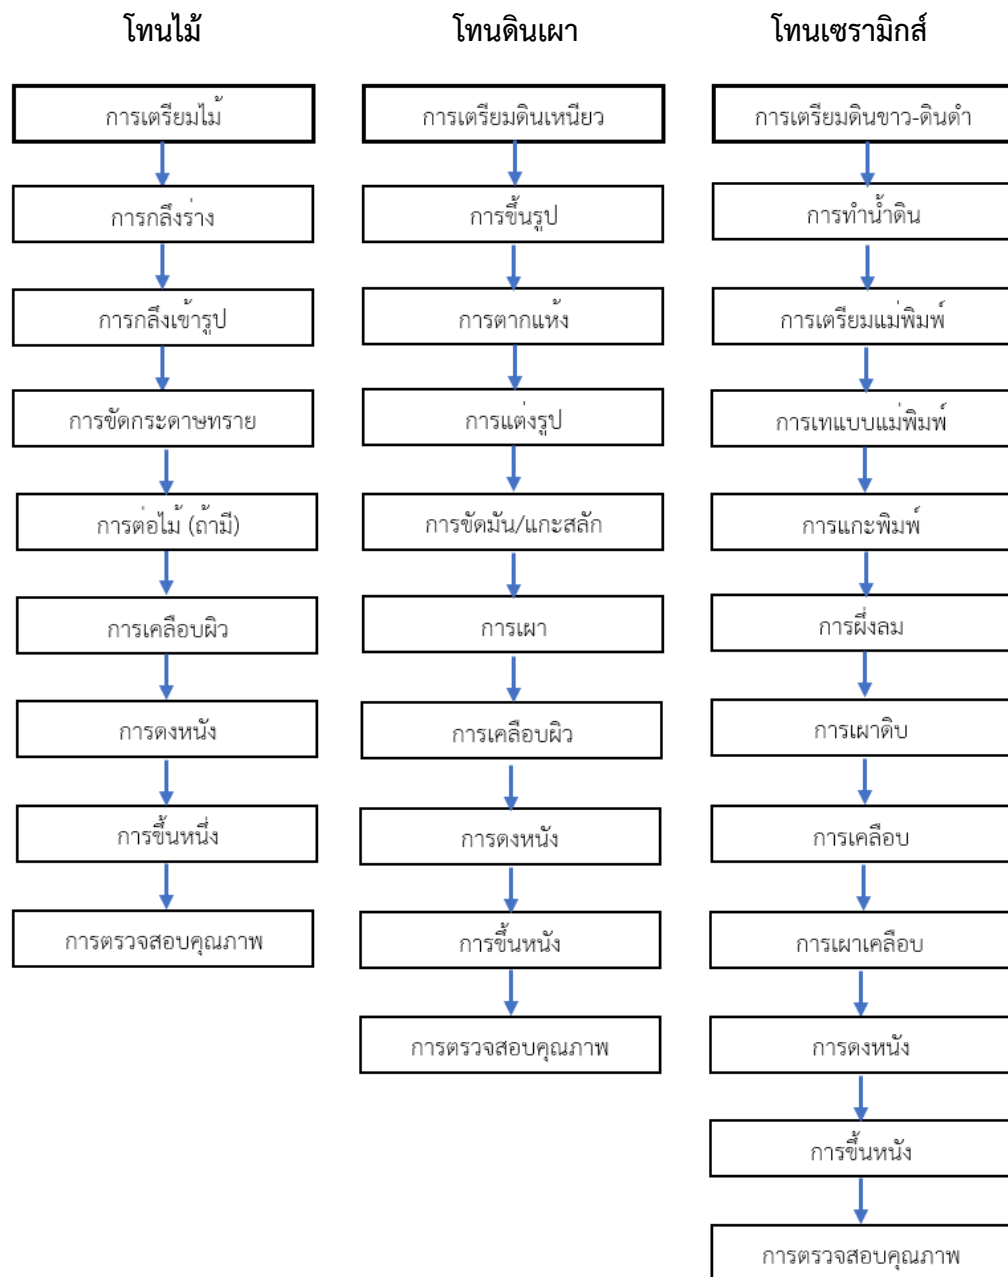 โทนไม้
การเตรียมไม้
การกลึงร่าง
การกลึงเข้ารูป
การขัดกระดาษทราย
การต่อไม้ (ถ้ามี)
การเคลือบผิว
การดงหนัง
การขึ้นหนึ่ง
การตรวจสอบคุณภาพ
โทนดินเผา
การเตรียมดินเหนียว
การขึ้นรูป
การตากแห้ง
การแต่งรูป
การขัดมัน/แกะสลัก
การเผา
การเคลือบผิว
การดงหนัง
การขึ้นหนัง
การตรวจสอบคุณภาพ
โทนเซรามิกส์
การเตรียมดินขาว-ดินดำ
การทำน้ำดิน
การเตรียมแม่พิมพ์
การเทแบบแม่พิมพ์
การแกะพิมพ์
การผึ่งลม
การเผาดิบ
การเคลือบ
การเผาเคลือบ
การดงหนัง
การขึ้นหนัง
การตรวจสอบคุณภาพ